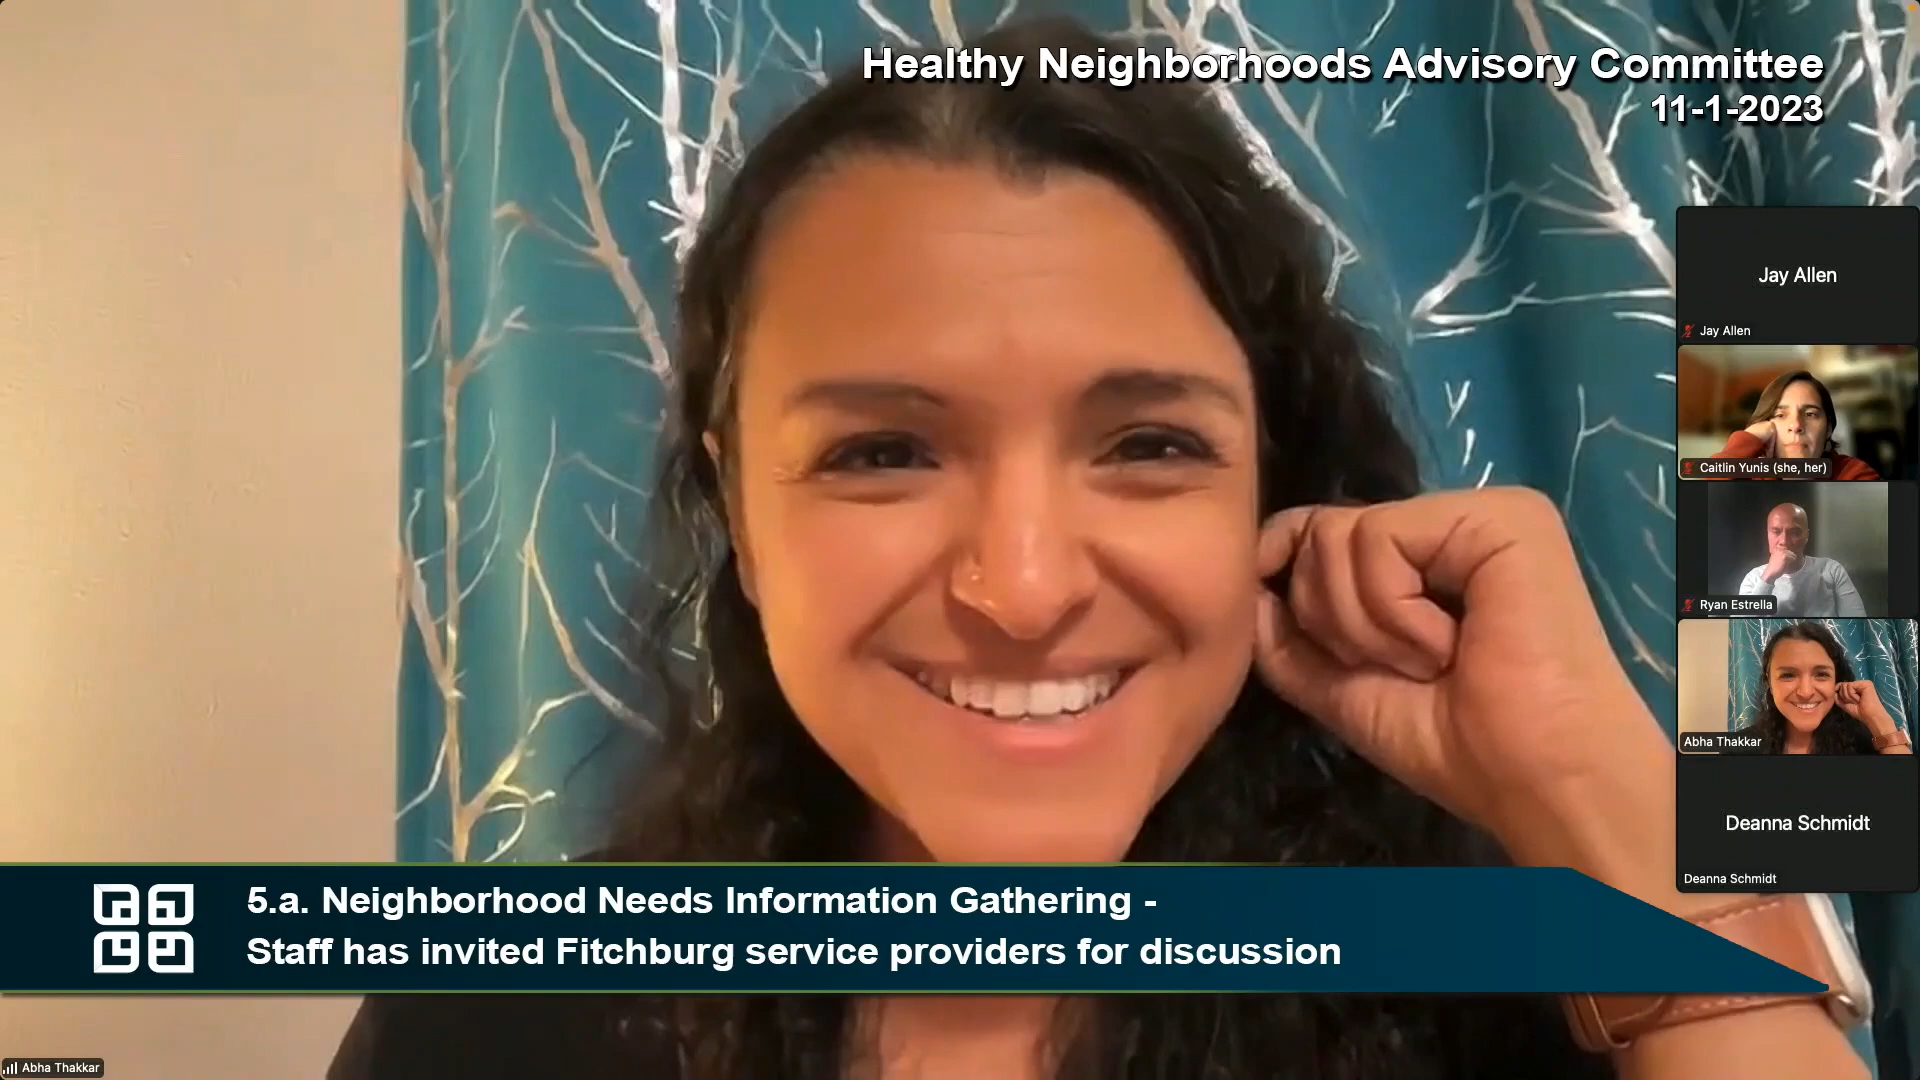 Healthy Neighborhoods Advisory Committee
11-1-2023
Jay Allen
Jay Allen
Caitlin Yunis (she, her)
Ryan Estrella
Abha Thakkar
Deanna Schmidt
Deanna Schmidt
5.a. Neighborhood Needs Information Gathering -
Staff has invited Fitchburg service providers for discussion
Abha Thakkar